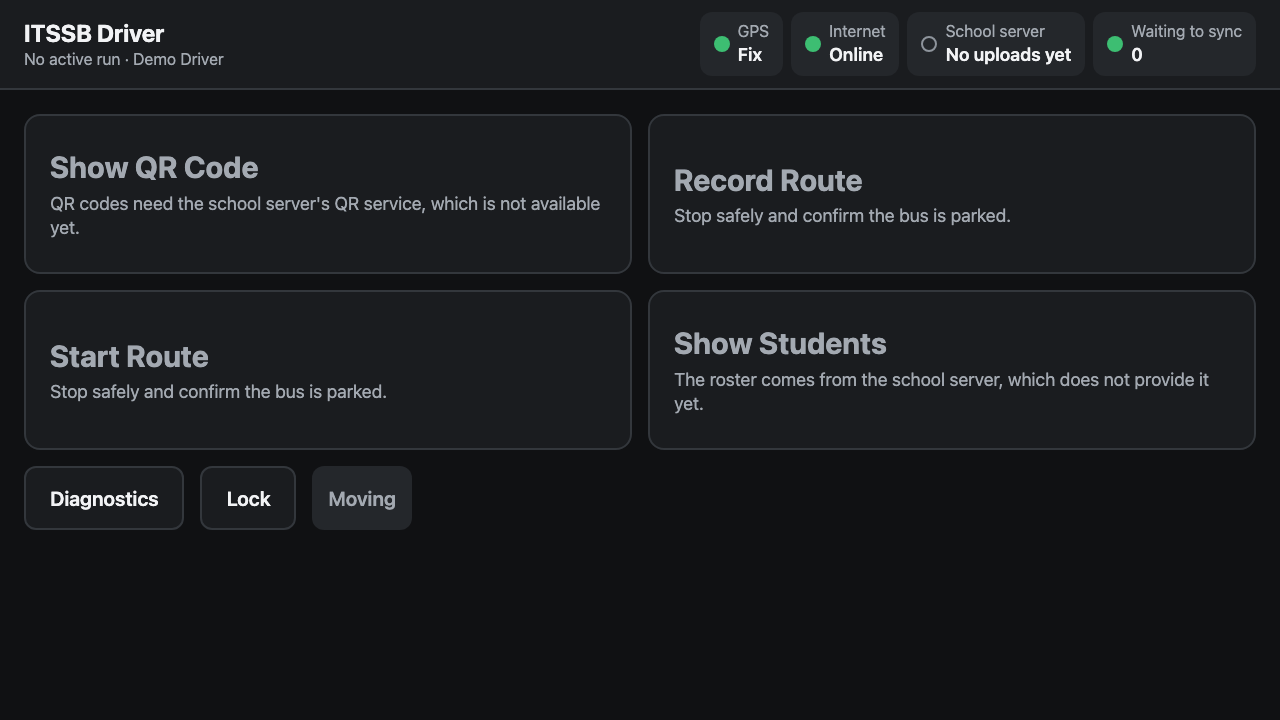 ITSSB Driver
No active run · Demo Driver
GPS
Fix
Internet
Online
School server
No uploads yet
Waiting to sync
0
Show QR Code
QR codes need the school server's QR service, which is not available
yet.
Record Route
Stop safely and confirm the bus is parked.
Start Route
Stop safely and confirm the bus is parked.
Show Students
The roster comes from the school server, which does not provide it
yet.
Diagnostics
Lock
Moving